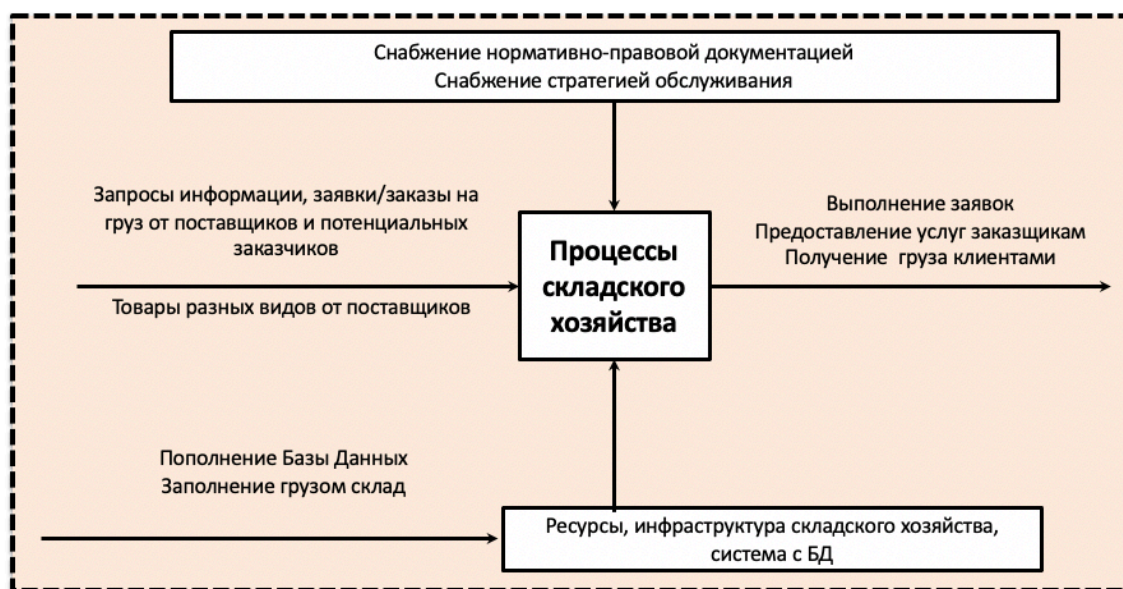 Снабжение нормативно-правовой документацией
Снабжение стратегией обслуживания
Запросы информации, заявки/заказы на
груз от поставщиков и потенциальных
заказчиков
Товары разных видов от поставщиков
Процессы
складского
хозяйства
Выполнение заявок
Предоставление услуг заказщикам
Получение  груза клиентами
Пополнение Базы Данных
Заполнение грузом склад
Ресурсы, инфраструктура складского хозяйства,
система с БД